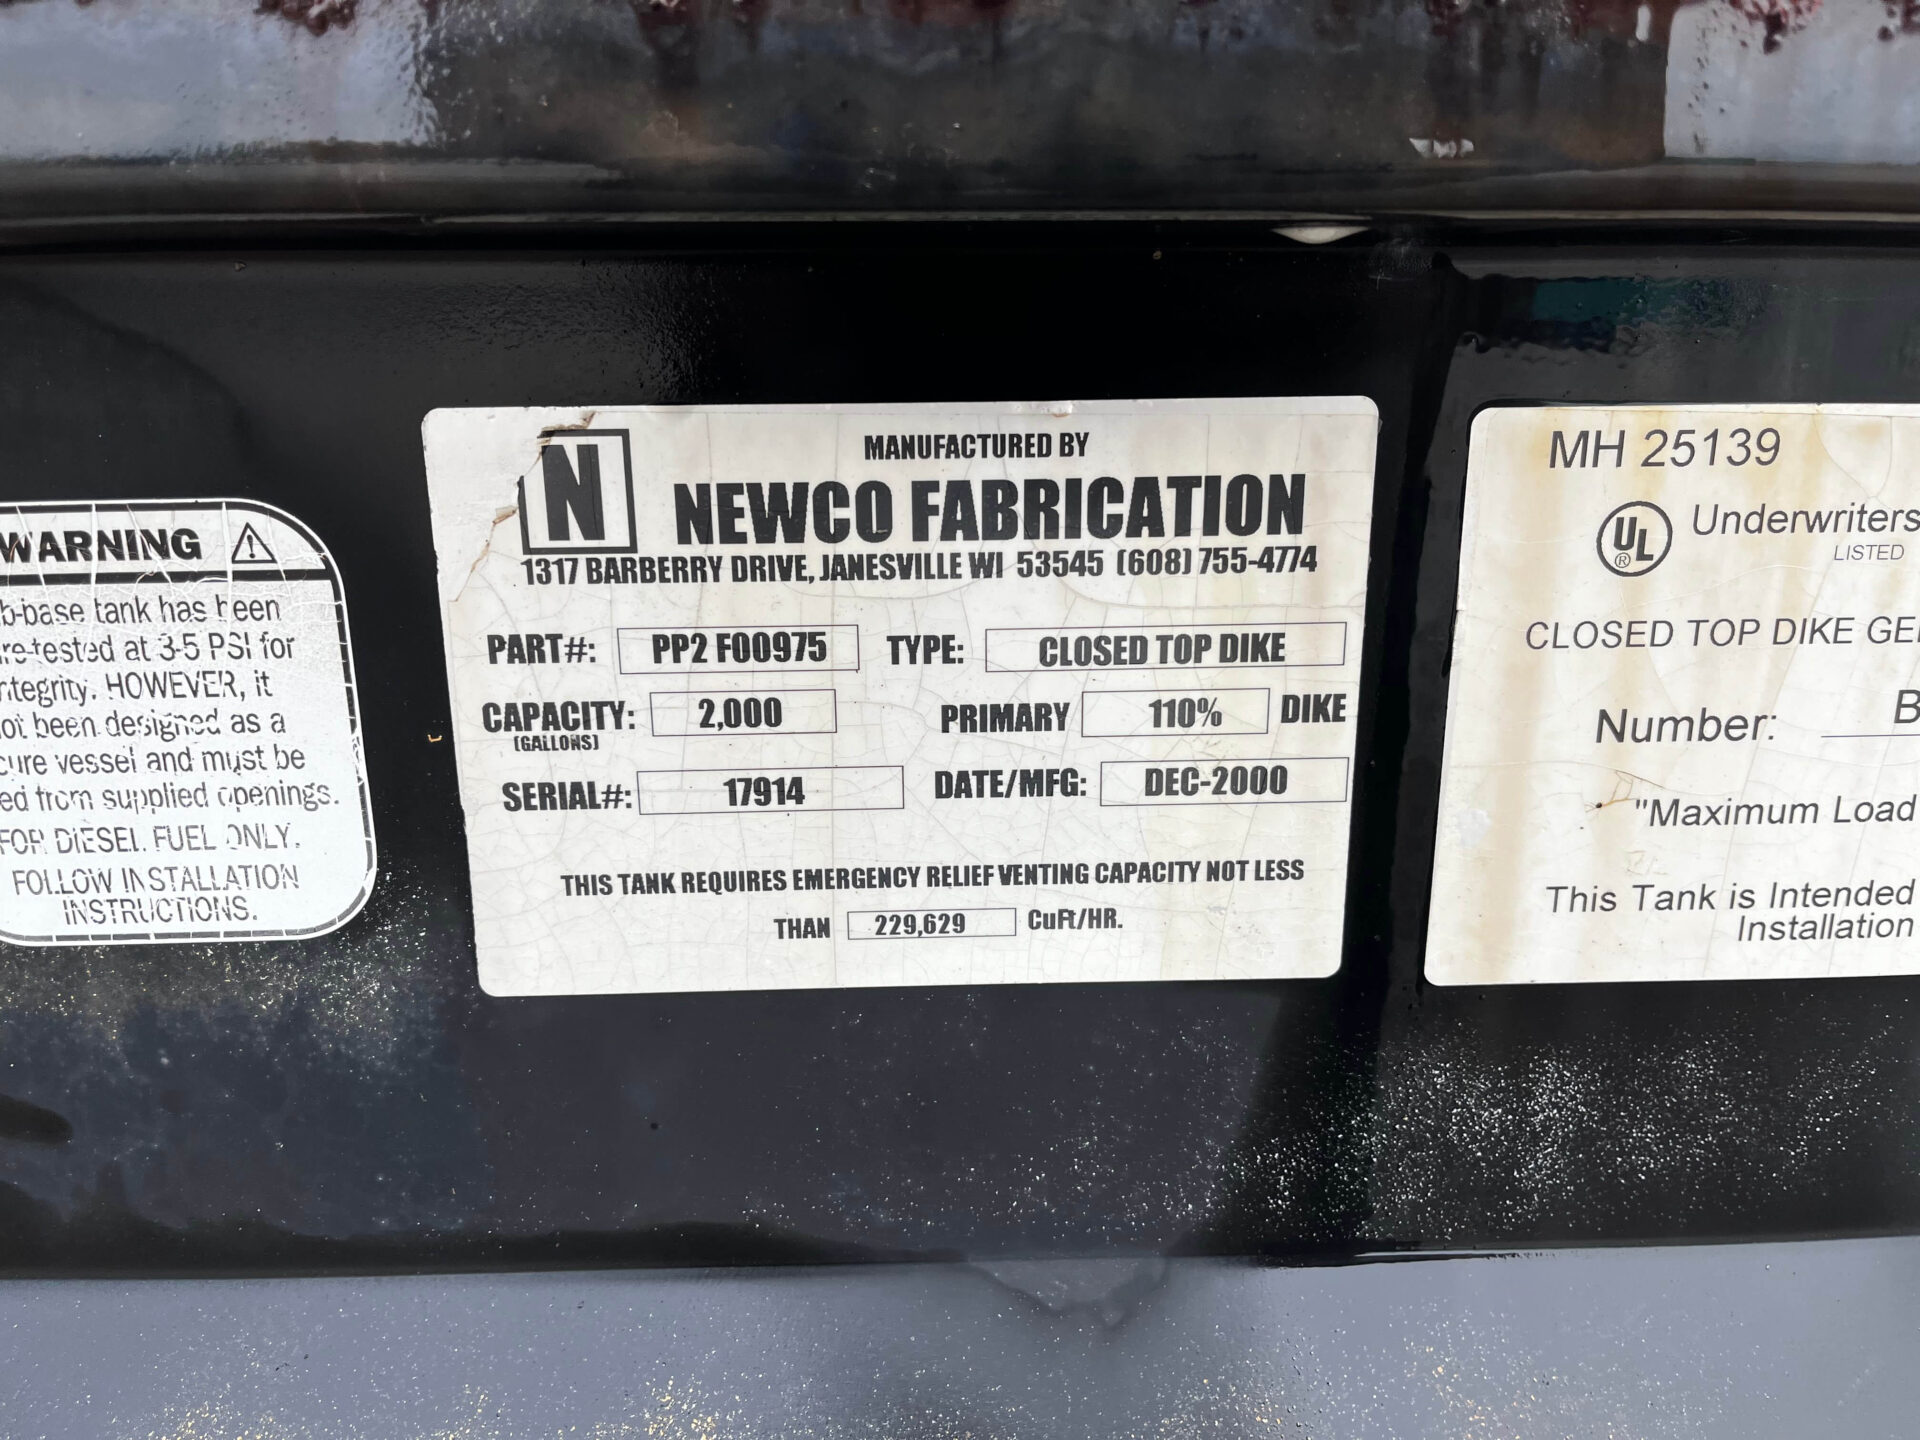 WARNING
b-base tank has been
re-tested at 3-5 PSI for
ntegrity. HOWEVER, it
ot been designed as a
cure vessel and must be
ed from supplied openings.
FOR DIESEL FUEL ONLY.
FOLLOW INSTALLATION
INSTRUCTIONS.
N
MANUFACTURED BY
NEWCO FABRICATION
1317 BARBERRY DRIVE, JANESVILLE WI 53545 (608) 755-4774
PART#: PP2 F00975 TYPE: CLOSED TOP DIKE
CAPACITY: 2,000 PRIMARY 110% DIKE
(GALLONS)
SERIAL#: 17914 DATE/MFG: DEC-2000
THIS TANK REQUIRES EMERGENCY RELIEF VENTING CAPACITY NOT LESS
THAN 229,629 CuFt/HR.
MH 25139
UL ® Underwriters
LISTED
CLOSED TOP DIKE GE
Number: B
"Maximum Load
This Tank is Intended
Installation